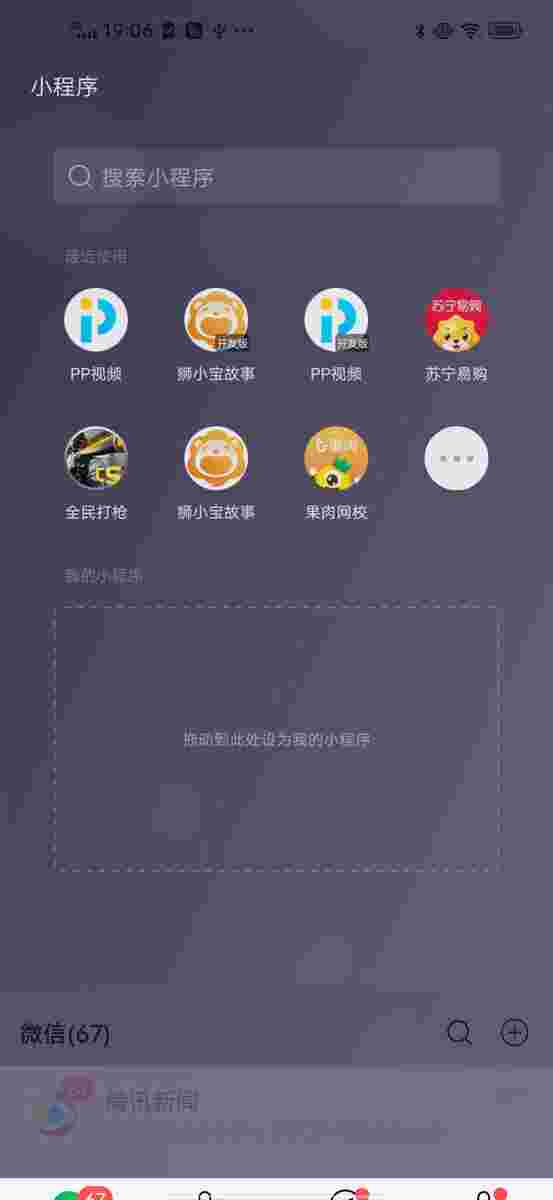 19:06
小程序
搜索小程序
最近使用
苏宁易购
开发版
开发版
PP视频
狮小宝故事
PP视频
苏宁易购
CS
果肉
全民打枪
狮小宝故事
果肉网校
我的小程序
拖动到此处设为我的小程序
微信(67)
腾讯新闻
67